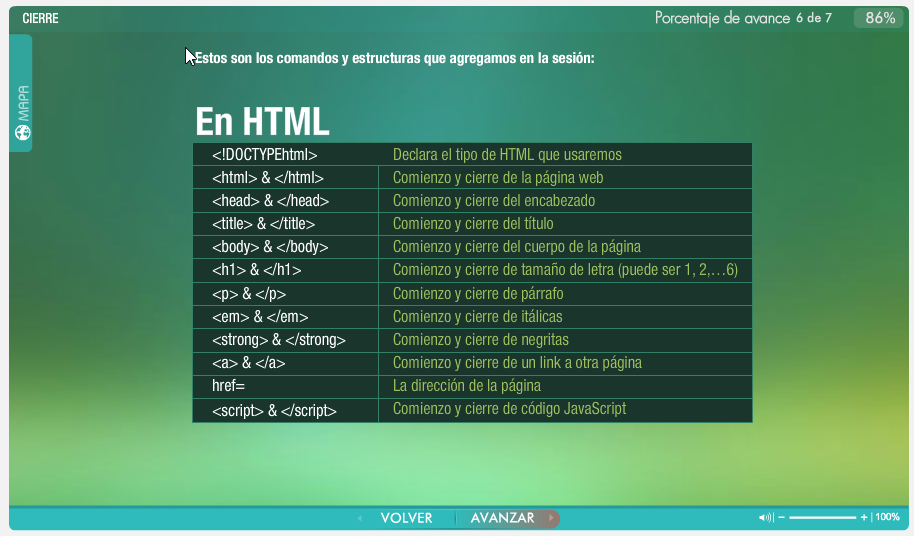 CIERRE
Porcentaje de avance 6 de 7 86%
MAPA
Estos son los comandos y estructuras que agregamos en la sesión:
En HTML
<!DOCTYPEhtml> Declara el tipo de HTML que usaremos
<html> & </html> Comienzo y cierre de la página web
<head> & </head> Comienzo y cierre del encabezado
<title> & </title> Comienzo y cierre del título
<body> & </body> Comienzo y cierre del cuerpo de la página
<h1> & </h1> Comienzo y cierre de tamaño de letra (puede ser 1, 2,...6)
<p> & </p> Comienzo y cierre de párrafo
<em> & </em> Comienzo y cierre de itálicas
<strong> & </strong> Comienzo y cierre de negritas
<a> & </a> Comienzo y cierre de un link a otra página
href= La dirección de la página
<script> & </script> Comienzo y cierre de código JavaScript
VOLVER | AVANZAR
100%